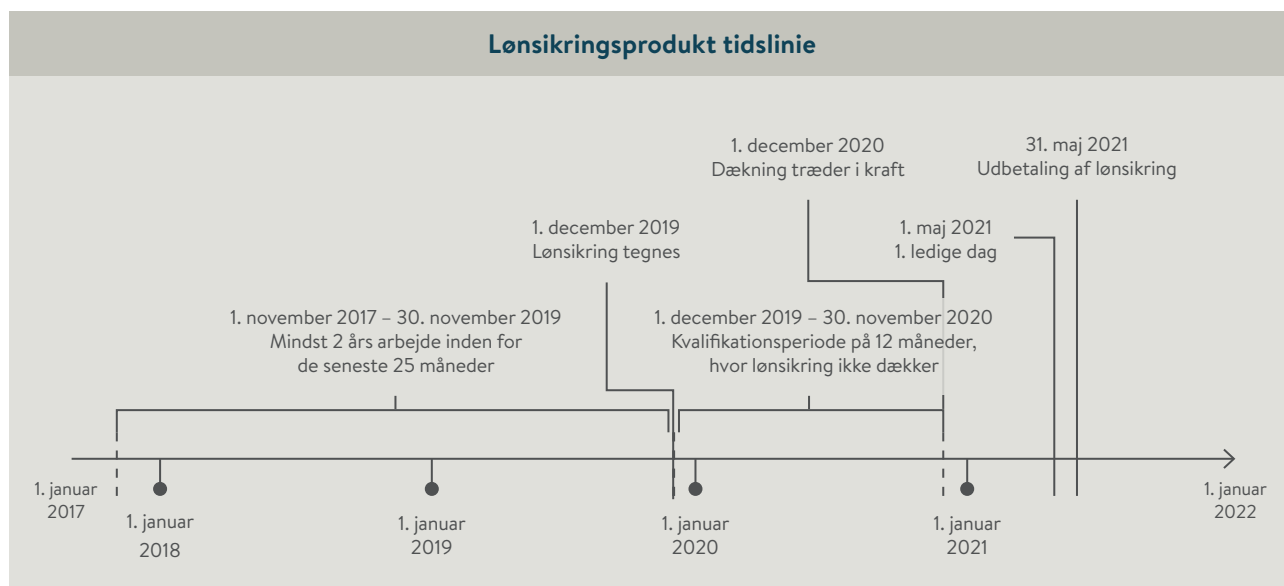 Lønsikringsprodukt tidslinie
1. december 2020
Dækning træder i kraft
31. maj 2021
Udbetaling af lønsikring
1. december 2019
Lønsikring tegnes
1. maj 2021
1. ledige dag
1. november 2017 – 30. november 2019
Mindst 2 års arbejde inden for
de seneste 25 måneder
1. december 2019 – 30. november 2020
Kvalifikationsperiode på 12 måneder,
hvor lønsikring ikke dækker
1. januar
2017
1. januar
2018
1. januar
2019
1. januar
2020
1. januar
2021
1. januar
2022